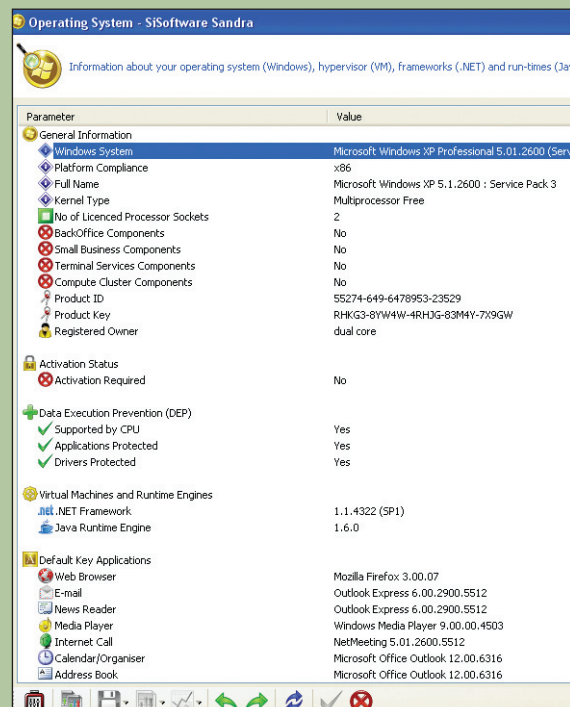 Operating System - SiSoftware Sandra
Information about your operating system (Windows), hypervisor (VM), frameworks (.NET) and run-times (Jav
Parameter Value
General Information
Windows System Microsoft Windows XP Professional 5.01.2600 (Serv
Platform Compliance x86
Full Name Microsoft Windows XP 5.1.2600 : Service Pack 3
Kernel Type Multiprocessor Free
No of Licenced Processor Sockets 2
BackOffice Components No
Small Business Components No
Terminal Services Components No
Compute Cluster Components No
Product ID 55274-649-6478953-23529
Product Key RHKG3-8YW4W-4RHJG-83M4Y-7X9GW
Registered Owner dual core
Activation Status
Activation Required No
Data Execution Prevention (DEP)
Supported by CPU Yes
Applications Protected Yes
Drivers Protected Yes
Virtual Machines and Runtime Engines
.net .NET Framework 1.1.4322 (SP1)
Java Runtime Engine 1.6.0
Default Key Applications
Web Browser Mozilla Firefox 3.00.07
E-mail Outlook Express 6.00.2900.5512
News Reader Outlook Express 6.00.2900.5512
Media Player Windows Media Player 9.00.00.4503
Internet Call NetMeeting 5.01.2600.5512
Calendar/Organiser Microsoft Office Outlook 12.00.6316
Address Book Microsoft Office Outlook 12.00.6316